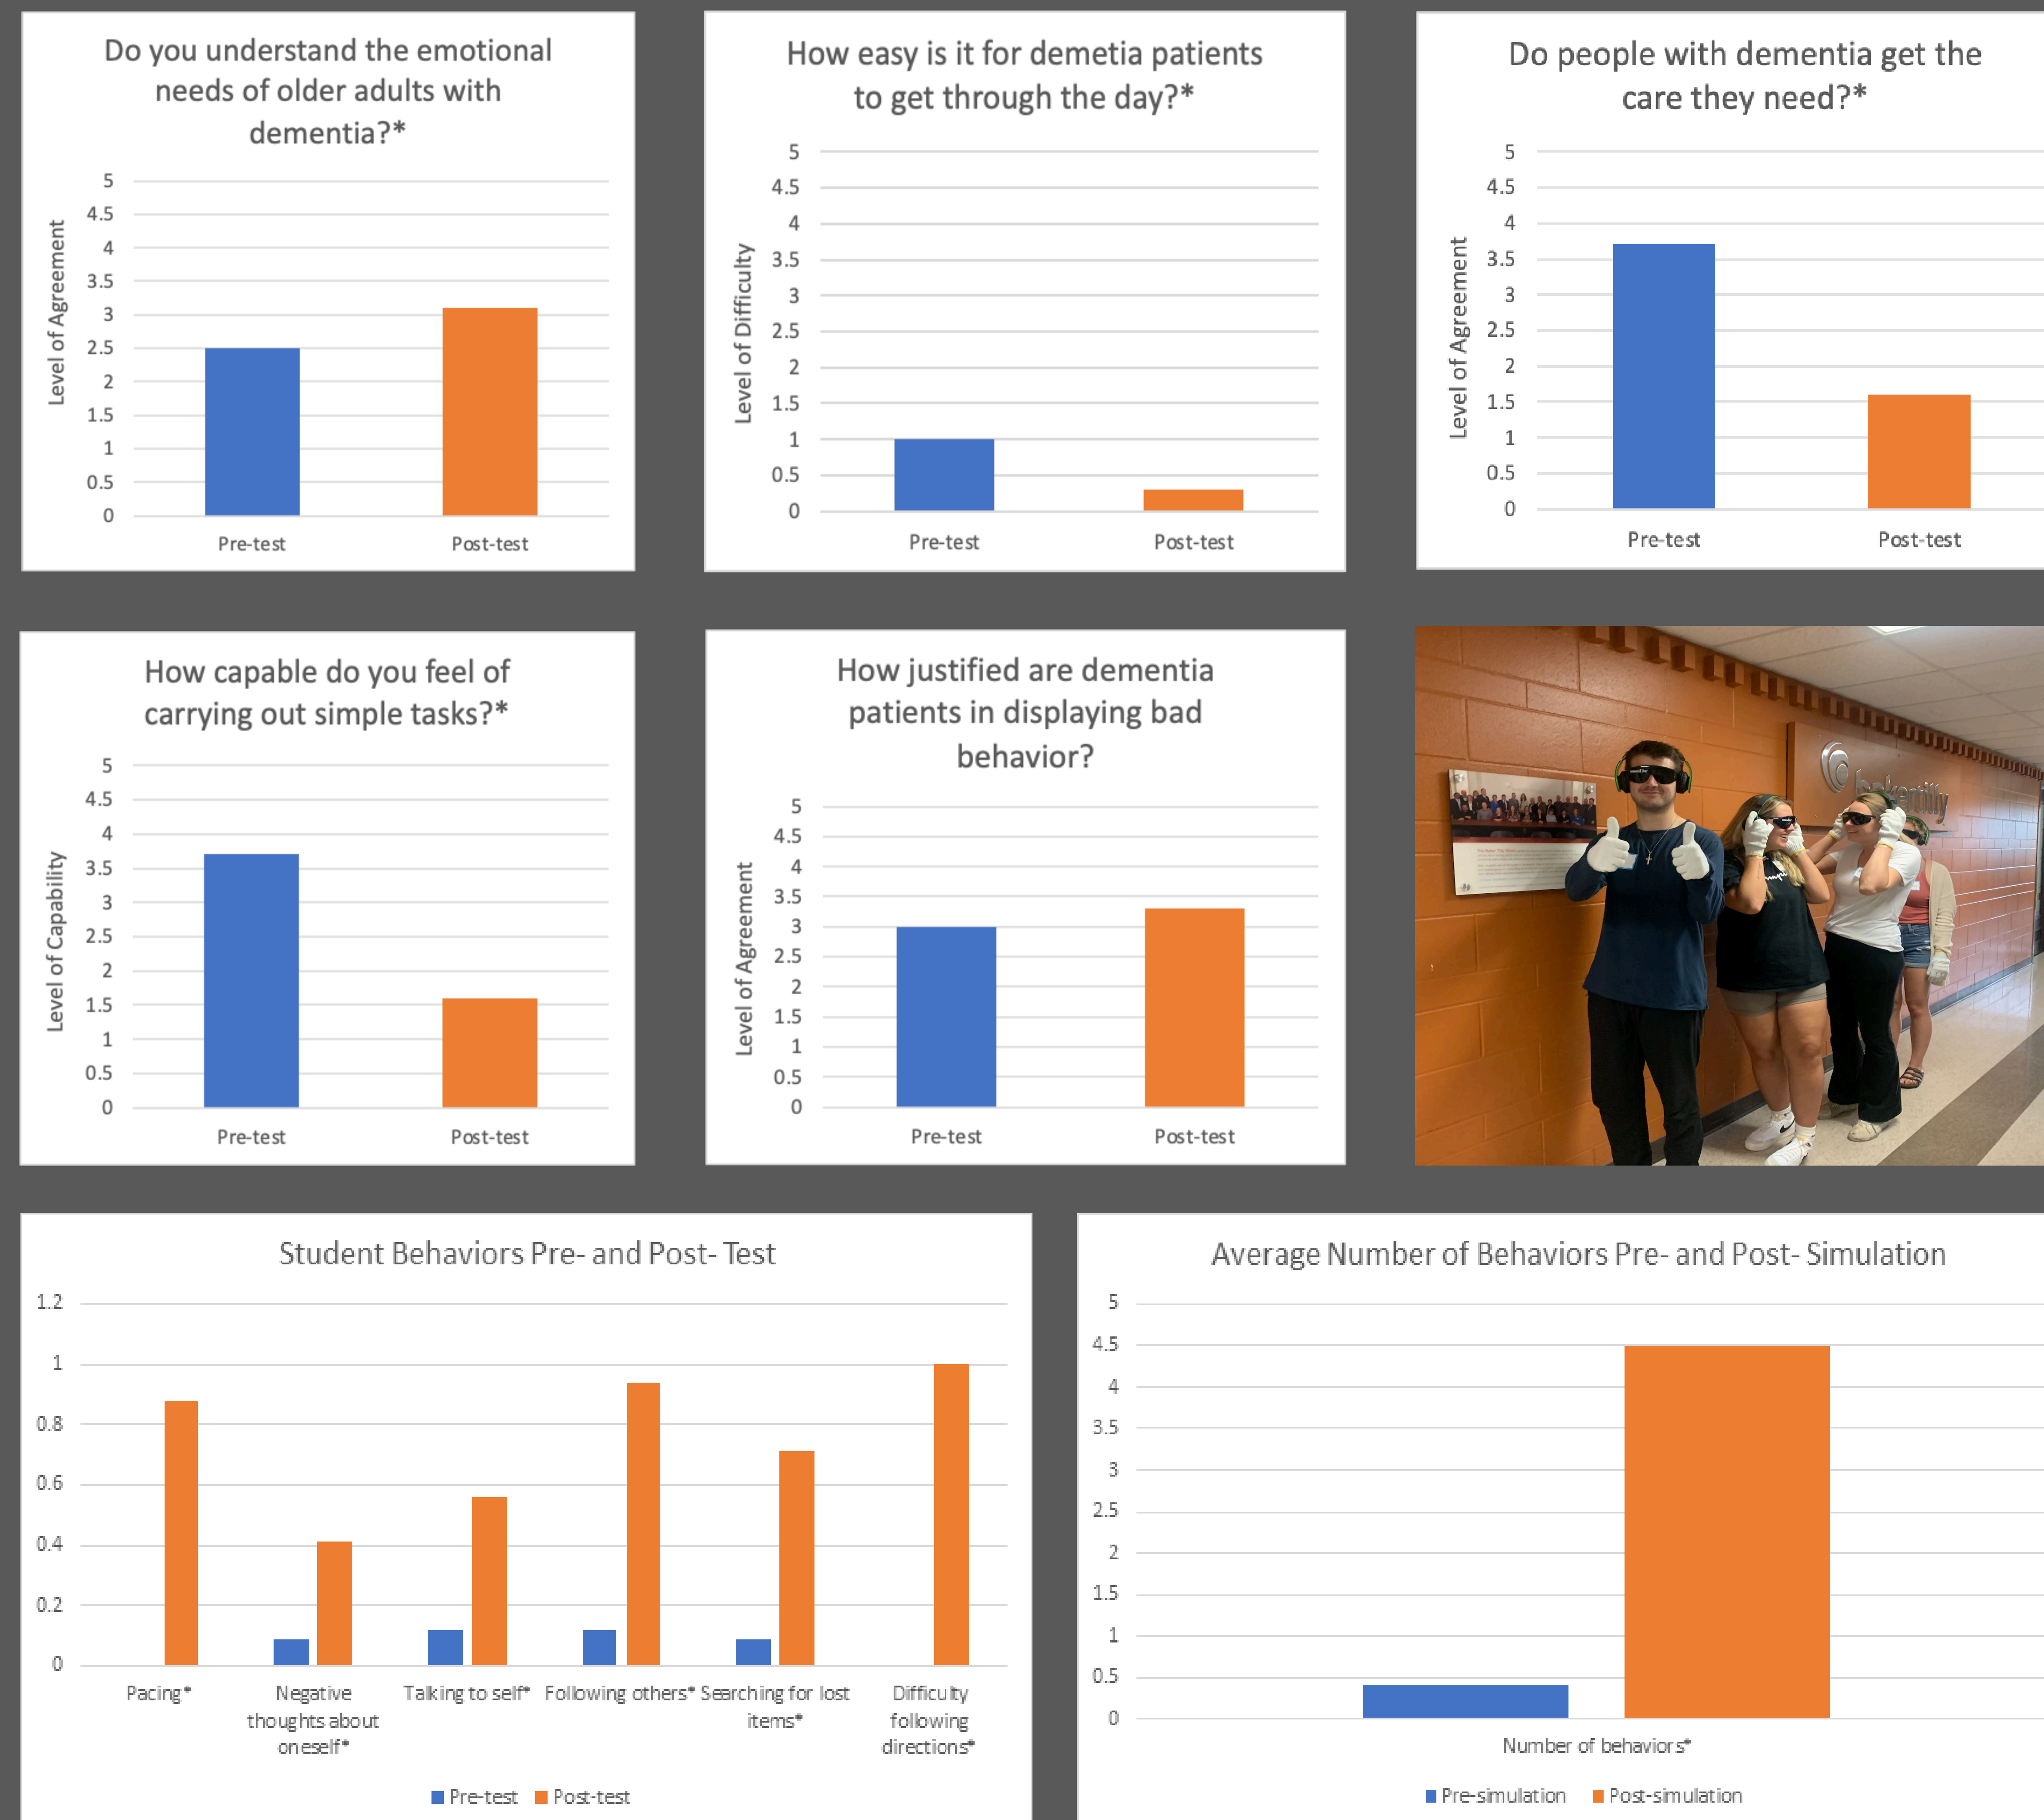 Do you understand the emotional
needs of older adults with
dementia?*
Level of Agreement
5
4.5
4
3.5
3
2.5
2
1.5
1
0.5
0
Pre-test Post-test
How easy is it for demetia patients
to get through the day?*
Level of Difficulty
5
4.5
4
3.5
3
2.5
2
1.5
1
0.5
0
Pre-test Post-test
Do people with dementia get the
care they need?*
Level of Agreement
5
4.5
4
3.5
3
2.5
2
1.5
1
0.5
0
Pre-test Post-test
How capable do you feel of
carrying out simple tasks?*
Level of Capability
5
4.5
4
3.5
3
2.5
2
1.5
1
0.5
0
Pre-test Post-test
How justified are dementia
patients in displaying bad
behavior?
Level of Agreement
5
4.5
4
3.5
3
2.5
2
1.5
1
0.5
0
Pre-test Post-test
Student Behaviors Pre- and Post- Test
1.2
1
0.8
0.6
0.4
0.2
0
Pacing*
Negative
thoughts about
oneself*
Talking to self*
Following others*
Searching for lost
items*
Difficulty
following
directions*
Pre-test Post-test
Average Number of Behaviors Pre- and Post- Simulation
5
4.5
4
3.5
3
2.5
2
1.5
1
0.5
0
Number of behaviors*
Pre-simulation Post-simulation